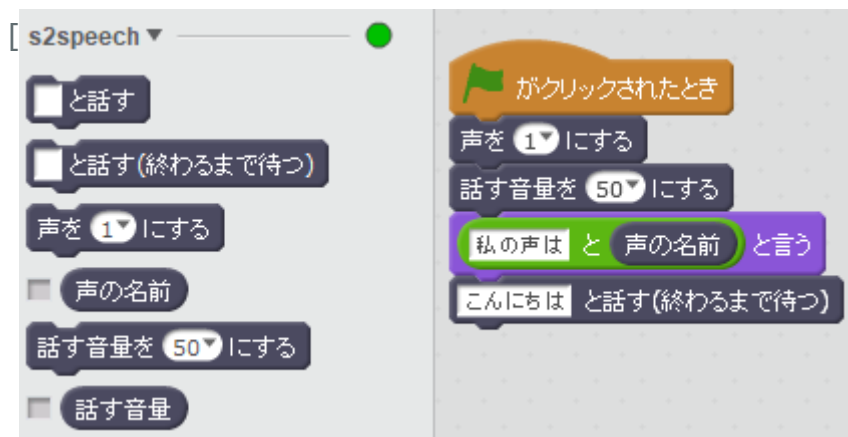 [
s2speech ▼
と話す
と話す(終わるまで待つ)
声を 1▼ にする
声の名前
話す音量を 50▼ にする
話す音量
がクリックされたとき
声を 1▼ にする
話す音量を 50▼ にする
私の声は と 声の名前 と言う
こんにちは と話す(終わるまで待つ)